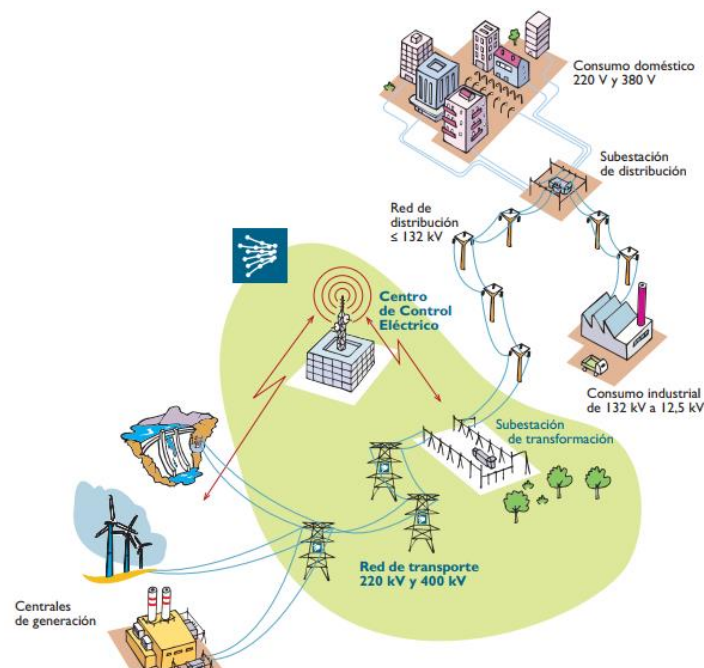 Consumo doméstico
220 V y 380 V
Subestación
de distribución
Red de
distribución
≤ 132 kV
Centro
de Control
Eléctrico
Consumo industrial
de 132 kV a 12,5 kV
Subestación
de transformación
Red de transporte
220 kV y 400 kV
Centrales
de generación